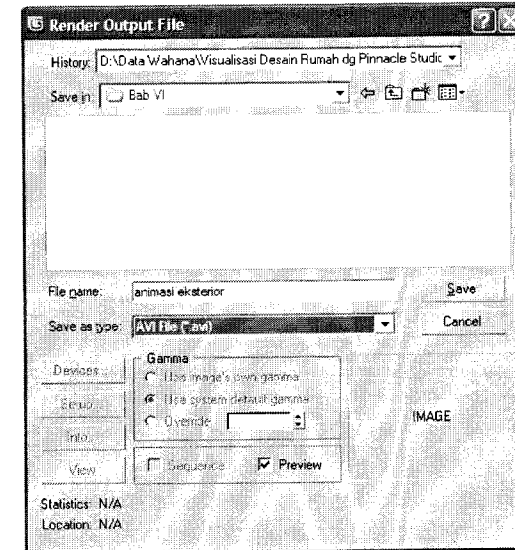 Render Output File
History: D:\Data Wahana\Visualisasi Desain Rumah dg Pinnacle Studic
Save in: Bab VI
File name: animasi eksterior
Save
Save as type: AVI File (*.avi)
Cancel
Devices...
Setup...
Info...
View
Gamma
Use image's own gamma
Use system default gamma
Override
Sequence
Preview
IMAGE
Statistics: N/A
Location: N/A